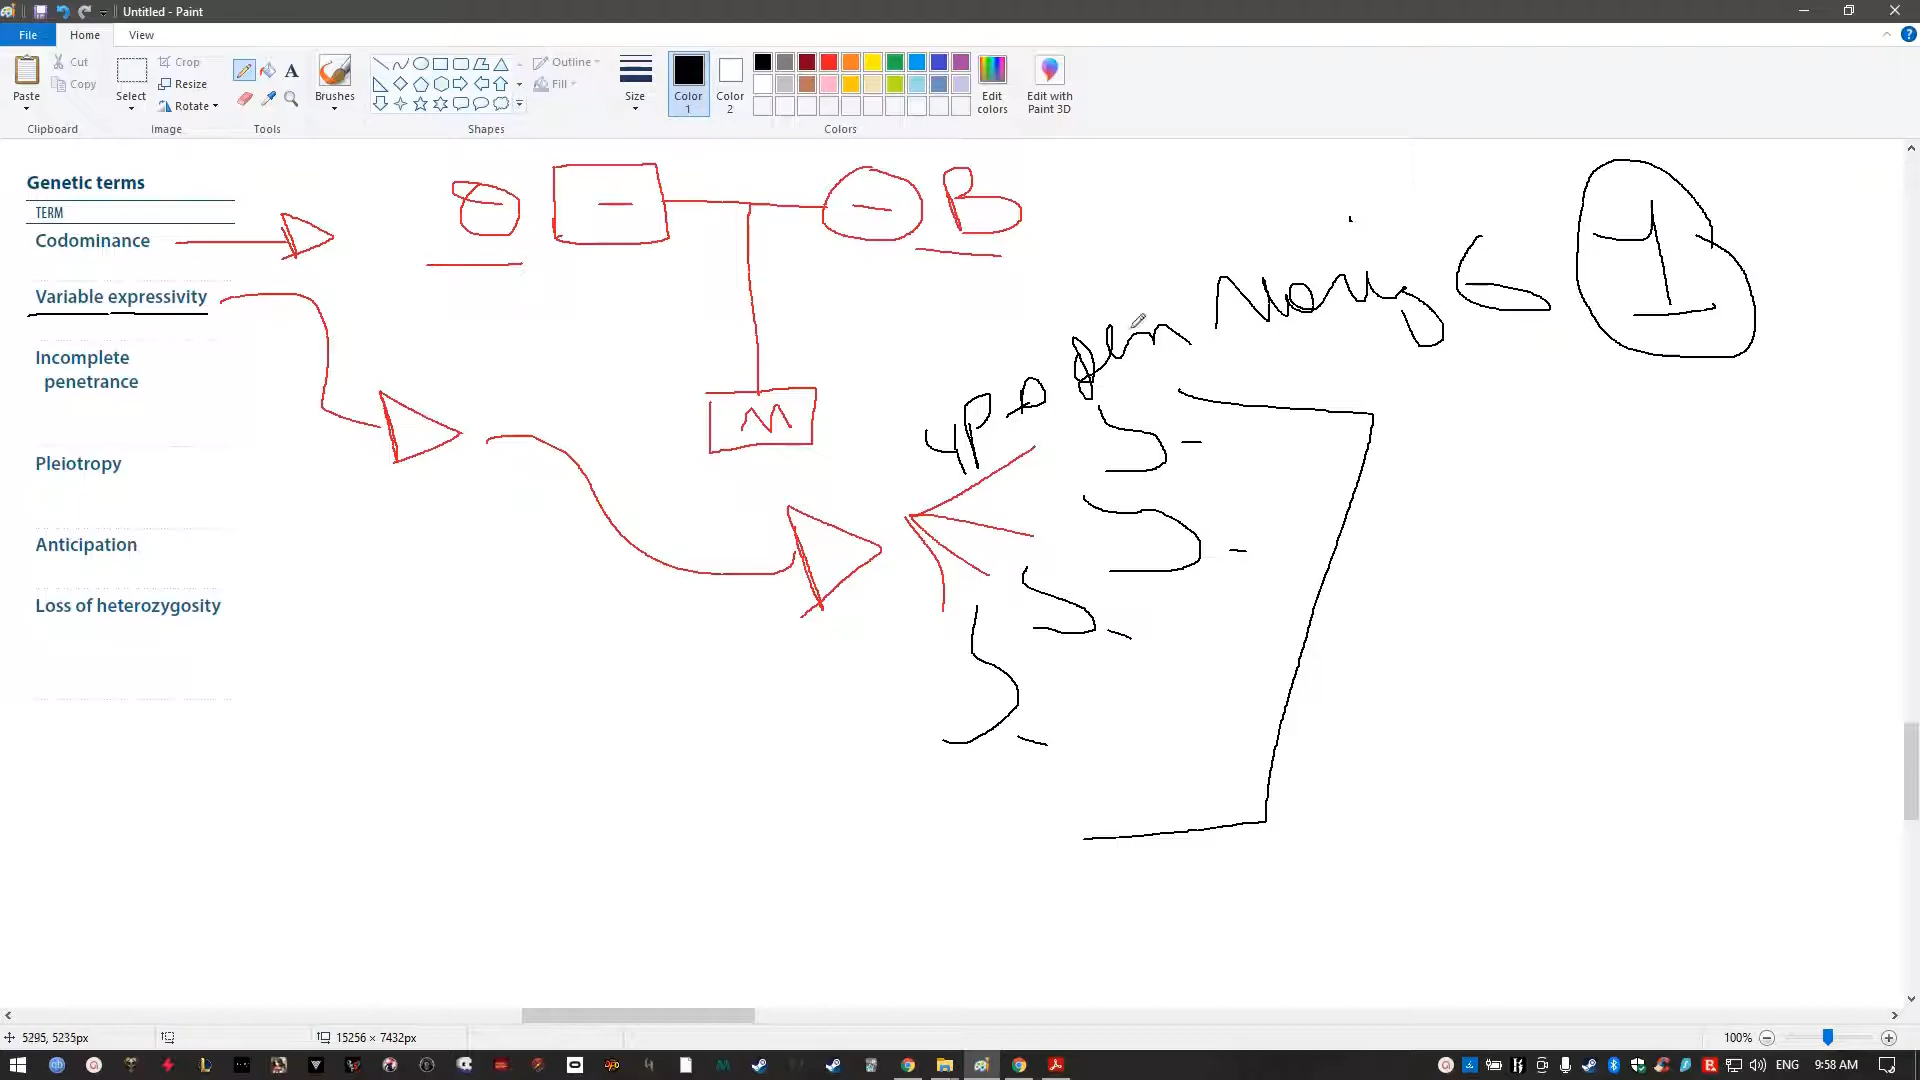 Untitled - Paint
File
Home
View
Cut
Copy
Paste
Clipboard
Crop
Resize
Rotate
Select
Image
Tools
Brushes
Shapes
Outline
Fill
Size
Color 1
Color 2
Edit colors
Edit with Paint 3D
Colors
Genetic terms
TERM
Codominance
Variable expressivity
Incomplete
penetrance
Pleiotropy
Anticipation
Loss of heterozygosity
B
M
1
5295, 5235px
15256 × 7432px
100%
ENG
9:58 AM